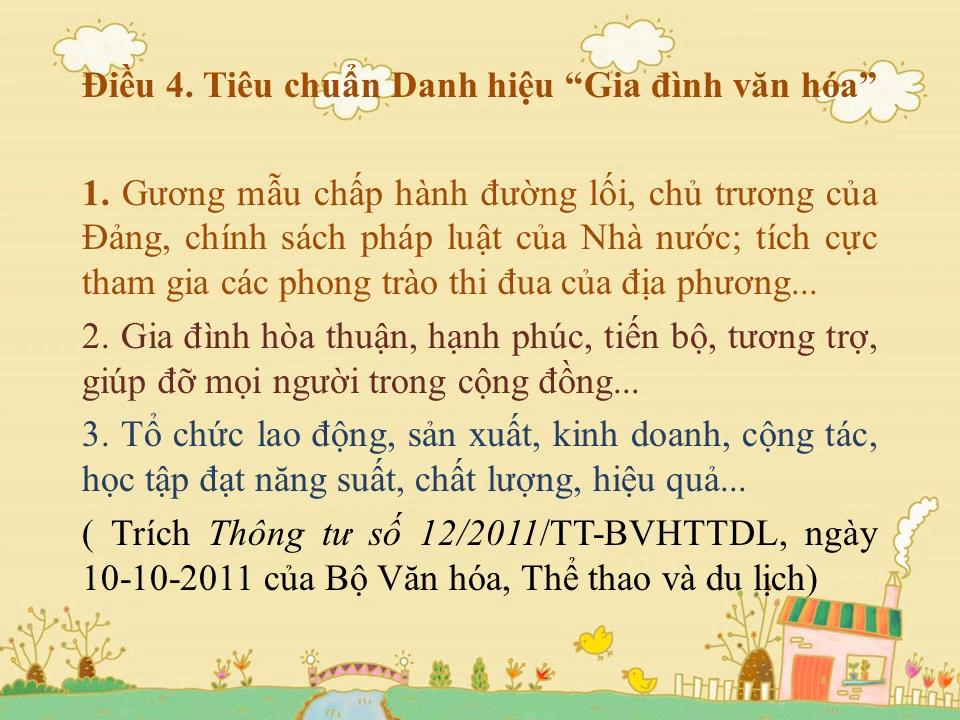 Điều 4. Tiêu chuẩn Danh hiệu “Gia đình văn hóa”
1. Gương mẫu chấp hành đường lối, chủ trương của
Đảng, chính sách pháp luật của Nhà nước; tích cực
tham gia các phong trào thi đua của địa phương...
2. Gia đình hòa thuận, hạnh phúc, tiến bộ, tương trợ,
giúp đỡ mọi người trong cộng đồng...
3. Tổ chức lao động, sản xuất, kinh doanh, cộng tác,
học tập đạt năng suất, chất lượng, hiệu quả...
( Trích Thông tư số 12/2011/TT-BVHTTDL, ngày
10-10-2011 của Bộ Văn hóa, Thể thao và du lịch)